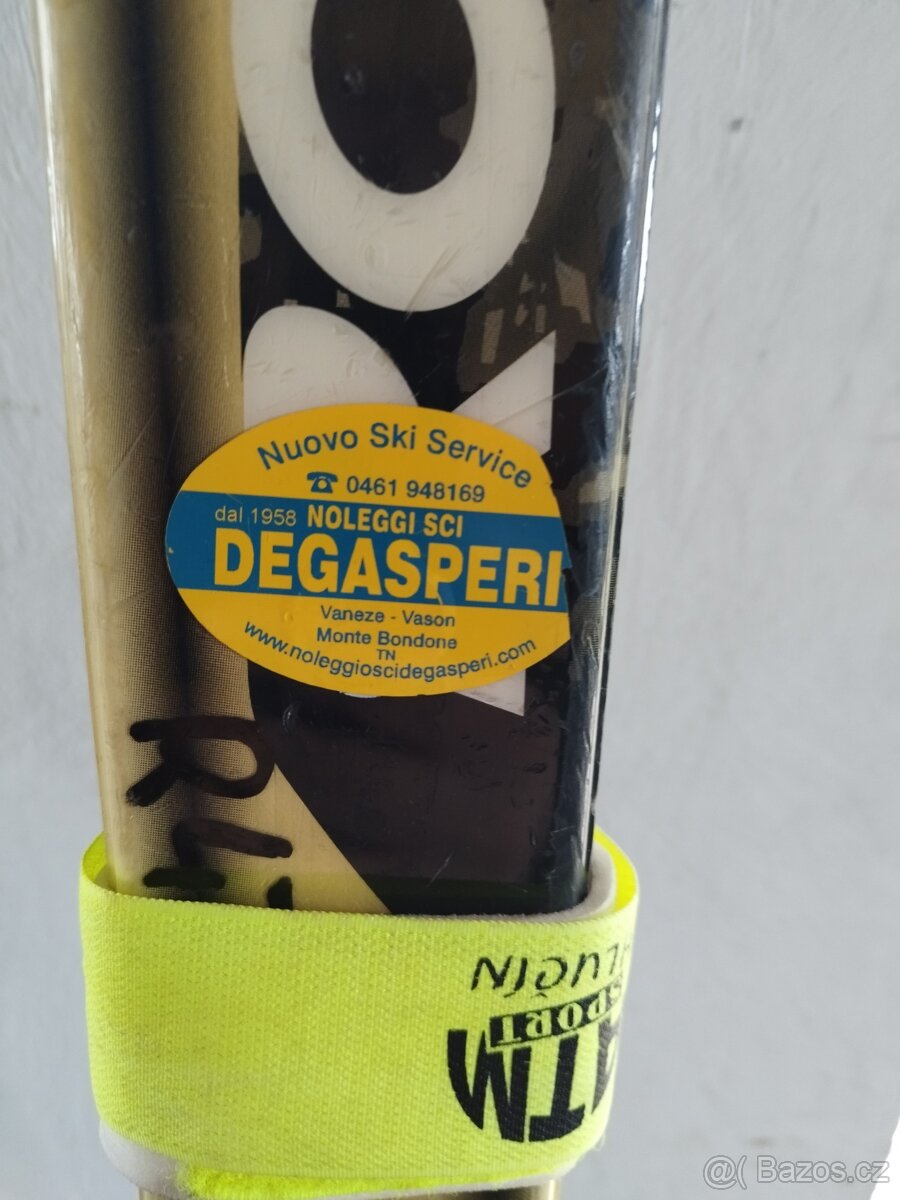 Nuovo Ski Service
☎ 0461 948169
dal 1958 NOLEGGI SCI
DEGASPERI
Vaneze - Vason
Monte Bondone
TN
www.noleggioscidegasperi.com
SPORT
ATM
@( Bazos.cz